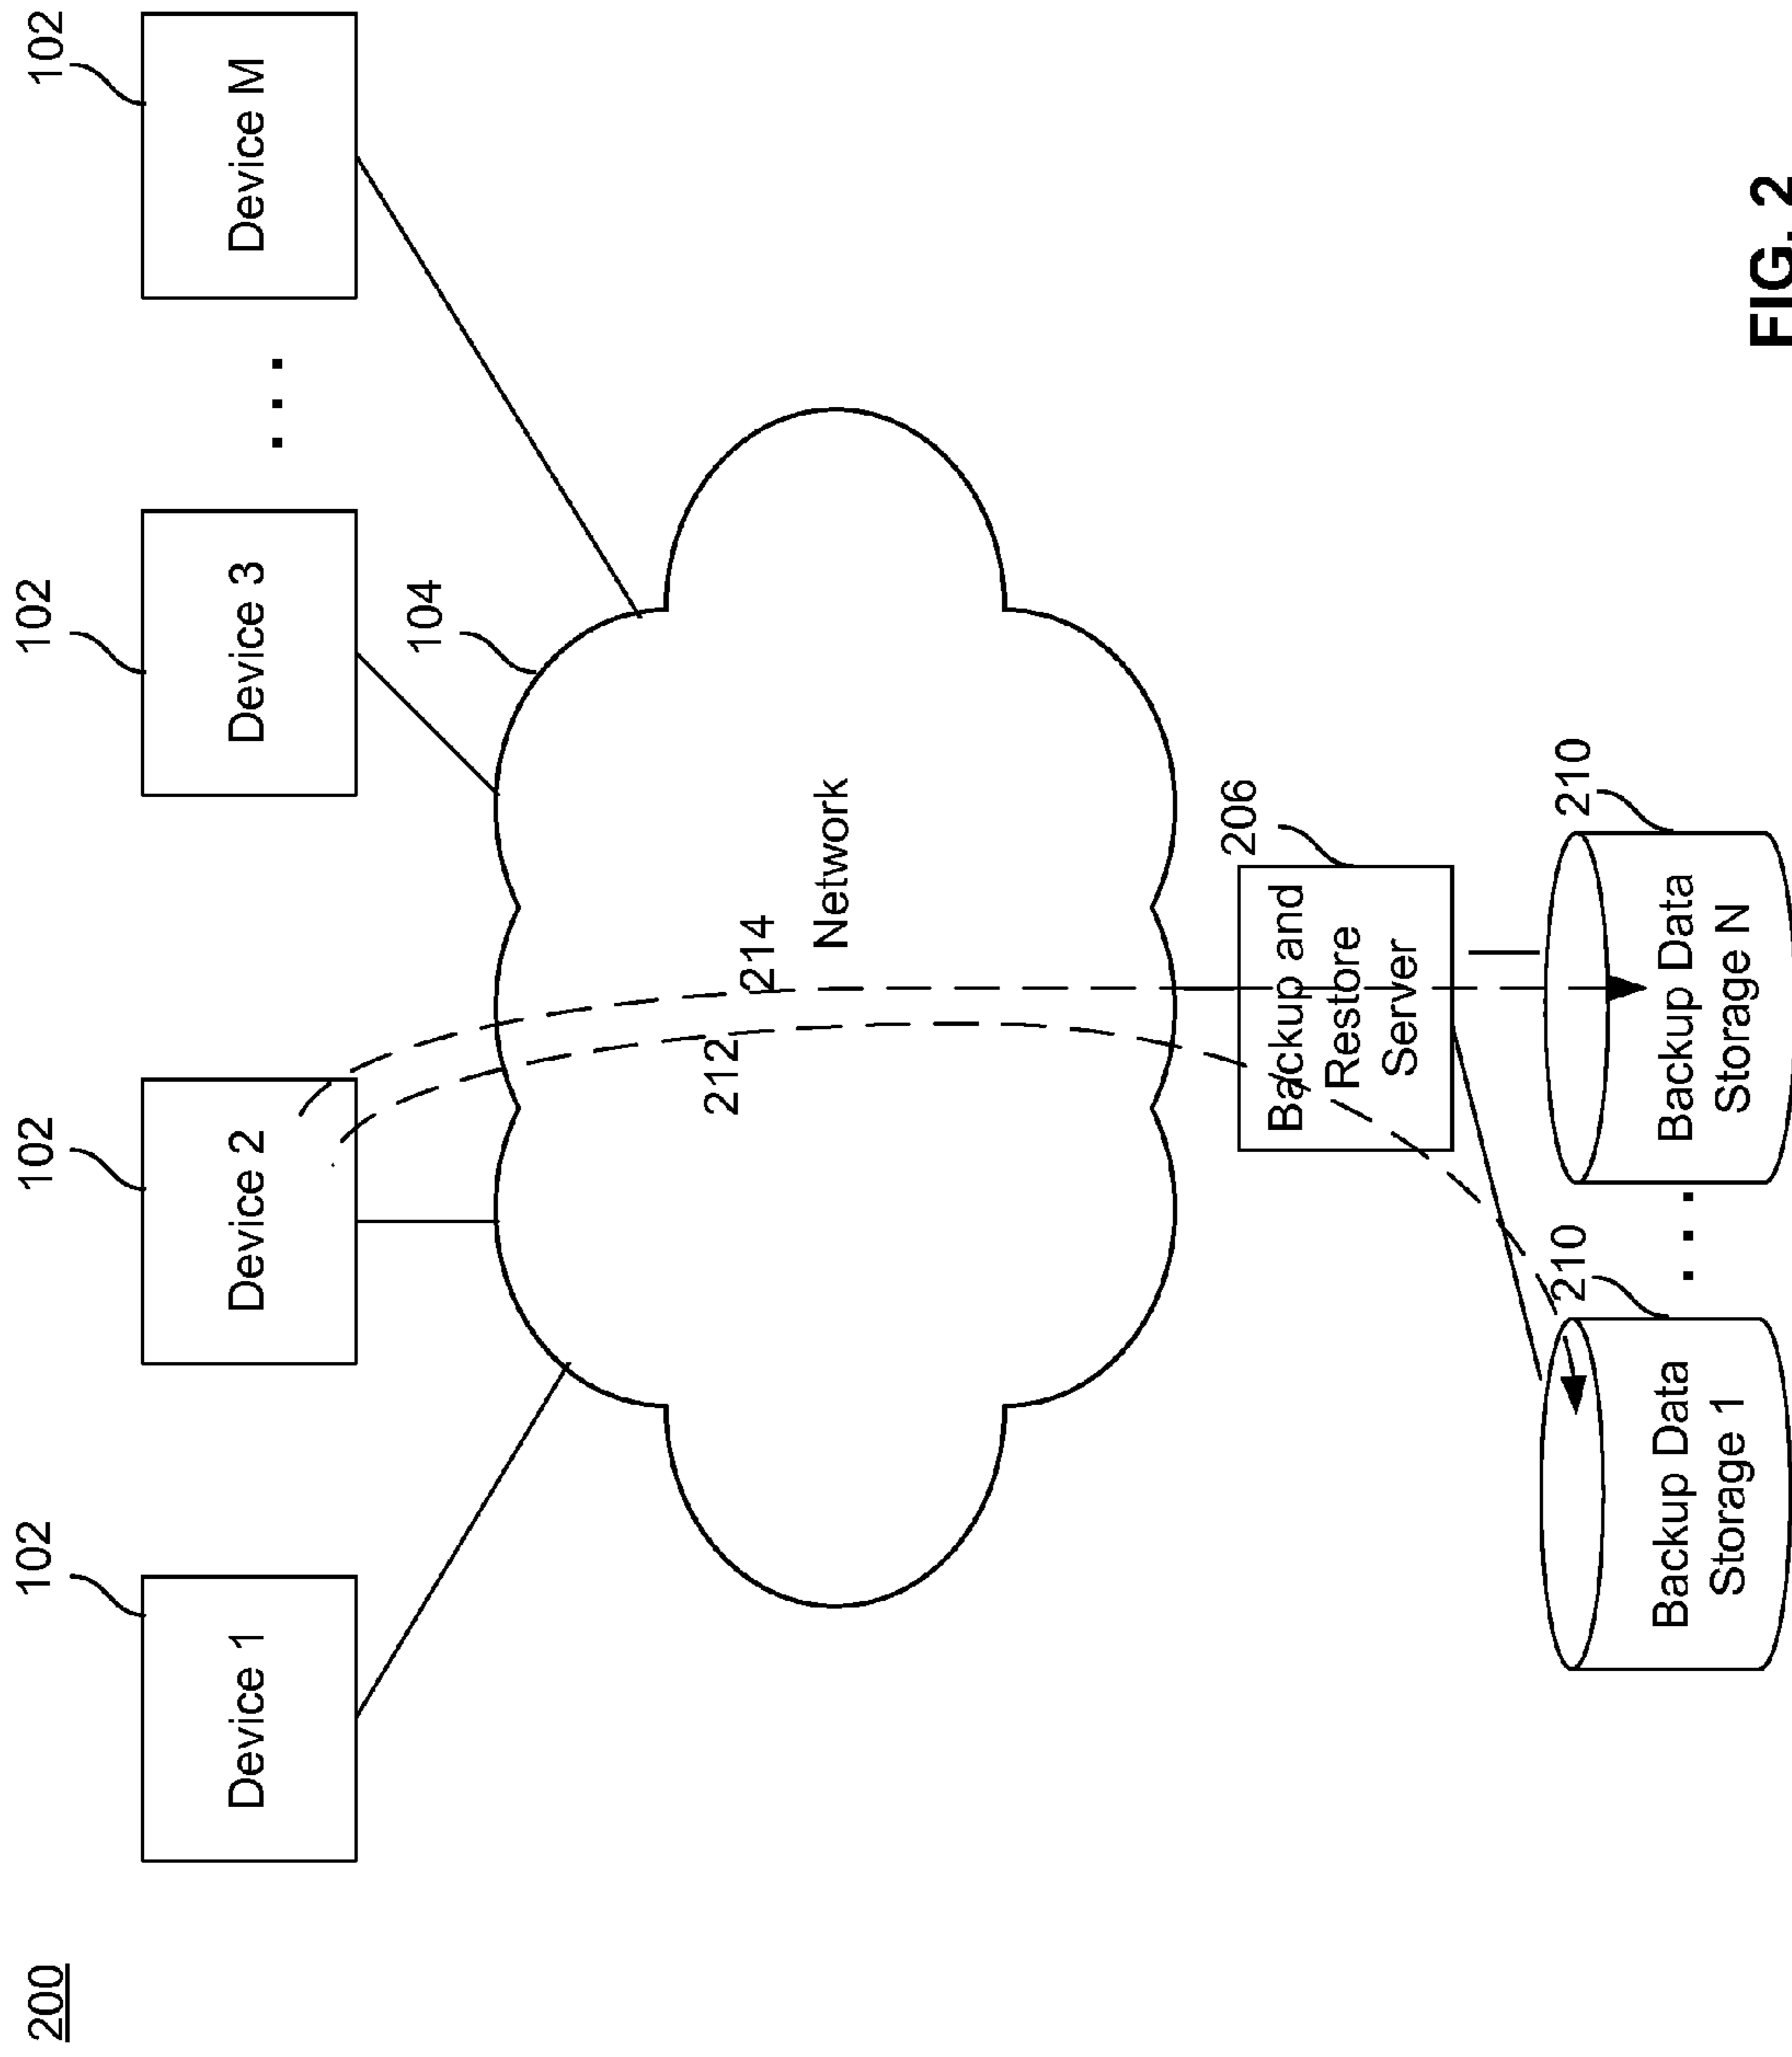 200
102
102
102
102
Device 1
Device 2
Device 3
. . .
Device M
104
212
214
Network
206
Backup and
Restore
Server
210
210
Backup Data
Storage 1
. . .
Backup Data
Storage N
FIG. 2